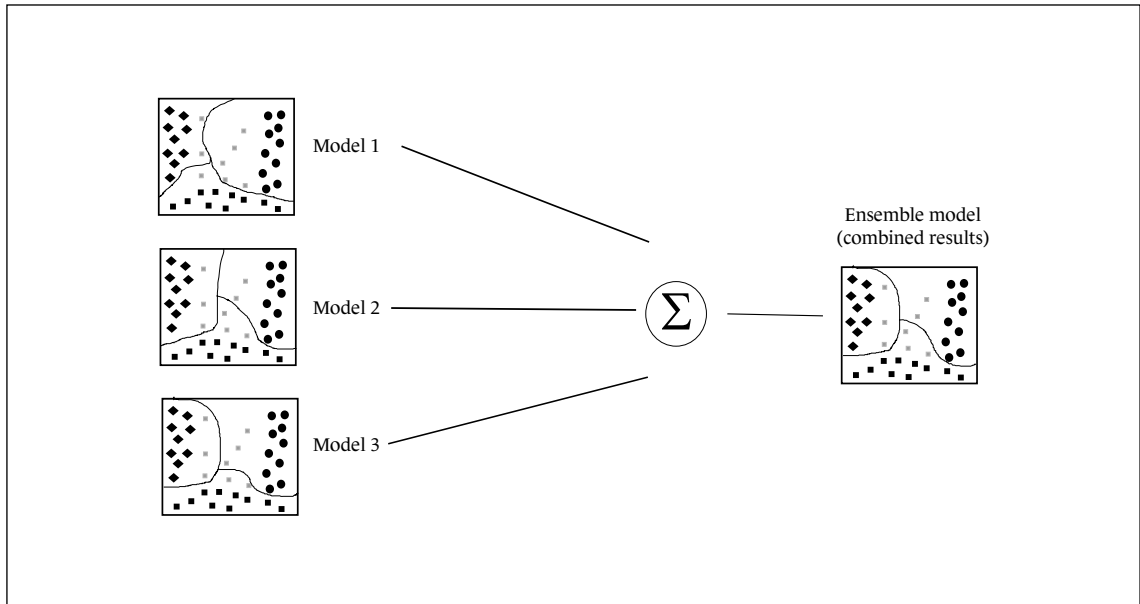 Model 1
Model 2
Model 3
Σ
Ensemble model
(combined results)